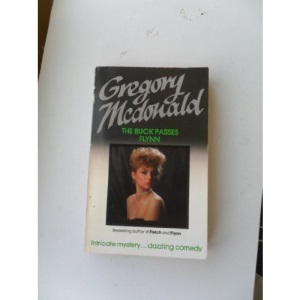 Gregory
Mcdonald
THE BUCK PASSES
FLYNN
Bestselling author of Fletch and Flynn
Intricate mystery....dazzling comedy